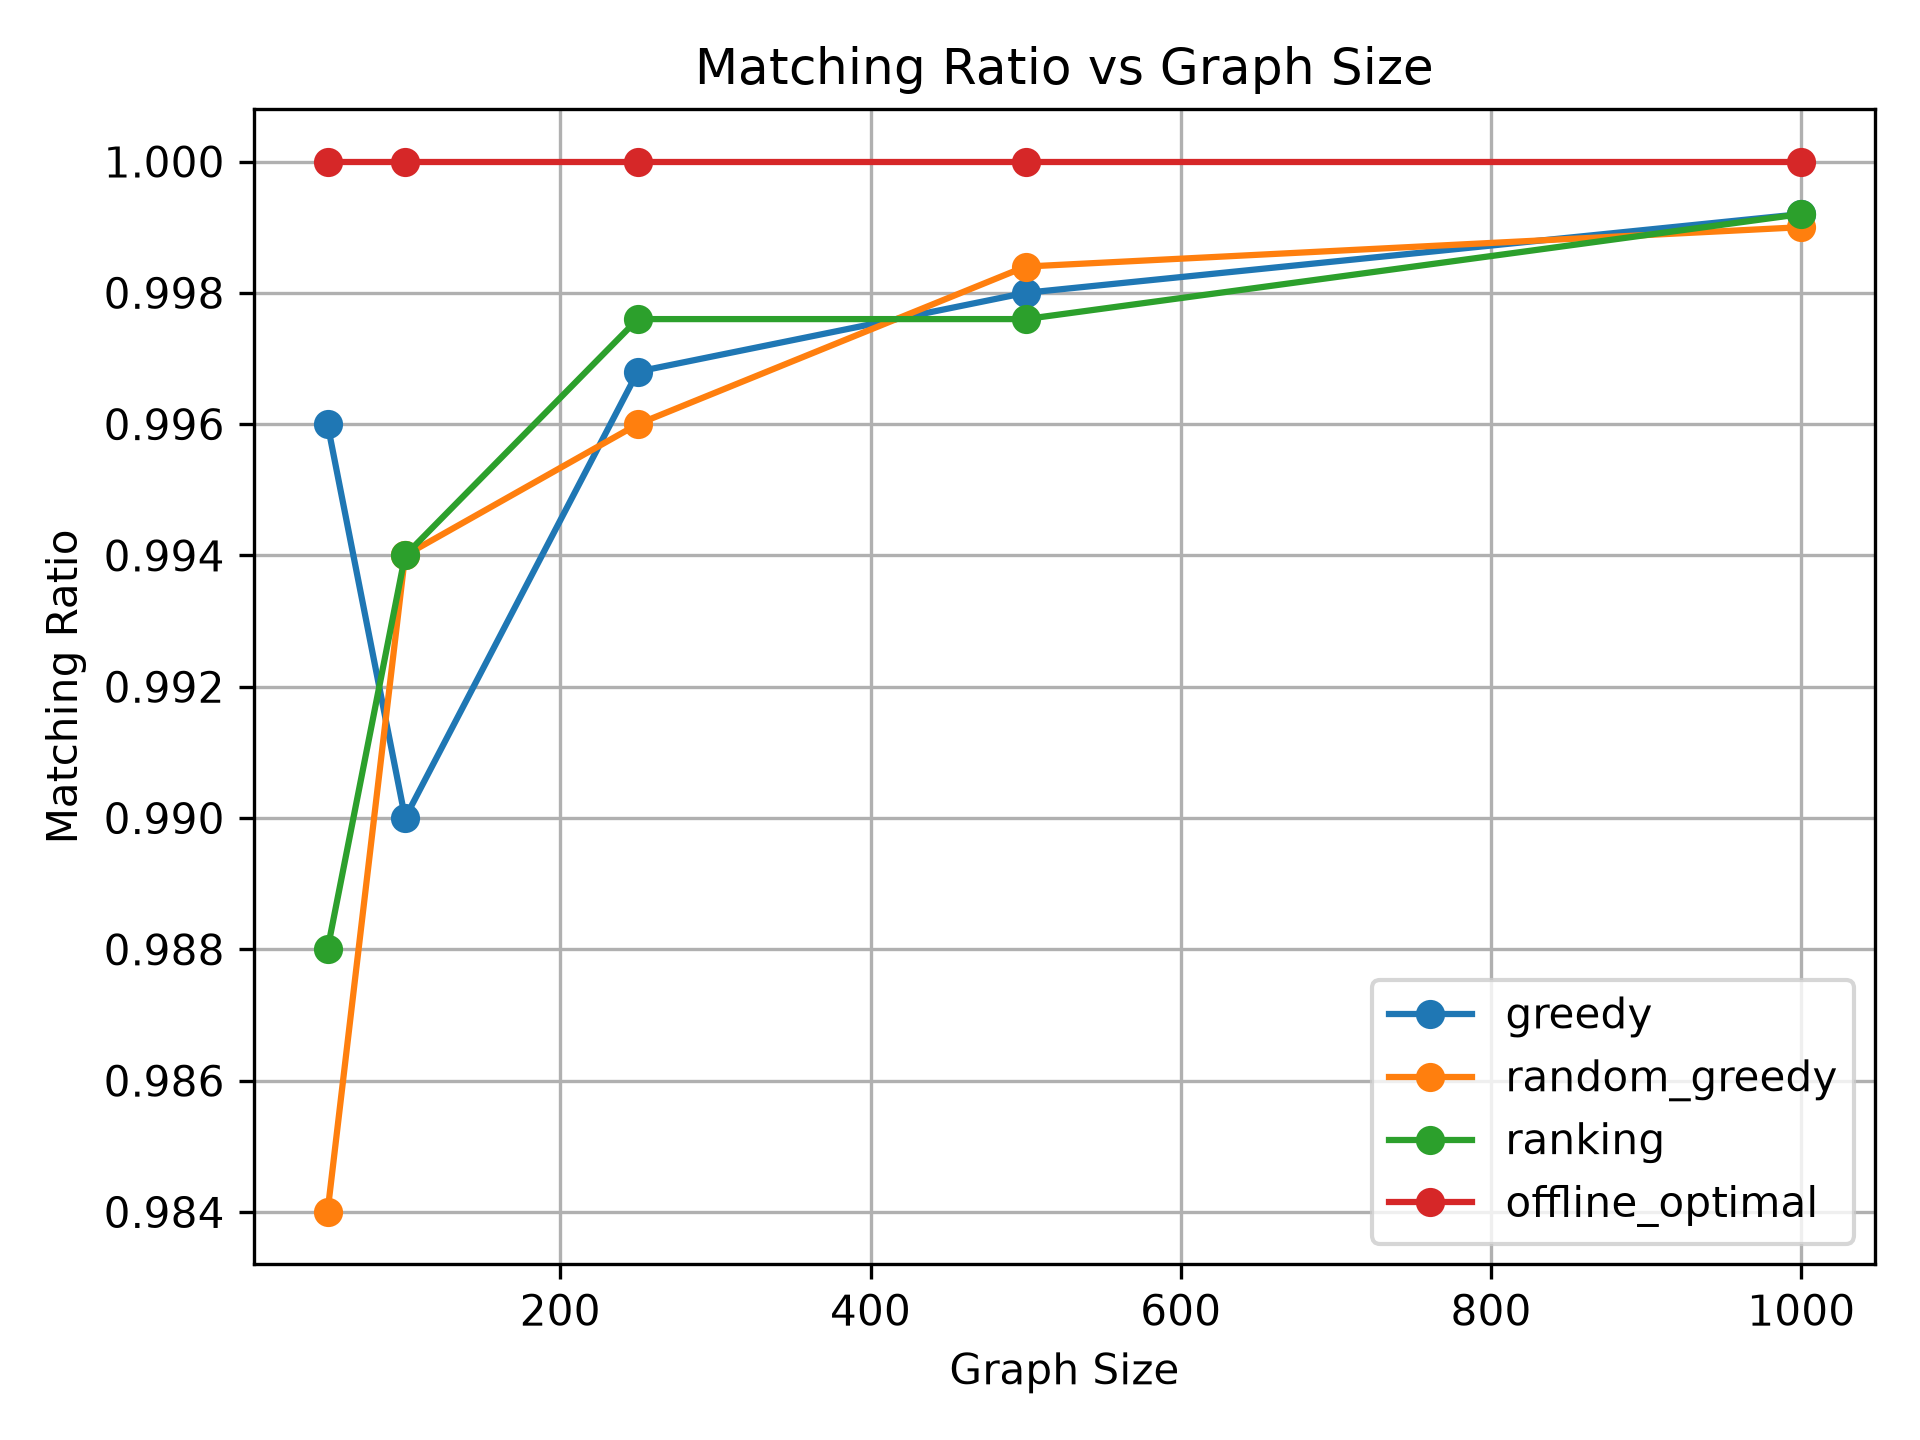 Matching Ratio vs Graph Size
1.000
0.998
0.996
0.994
0.992
0.990
0.988
0.986
0.984
Matching Ratio
200 400 600 800 1000
Graph Size
greedy
random_greedy
ranking
offline_optimal